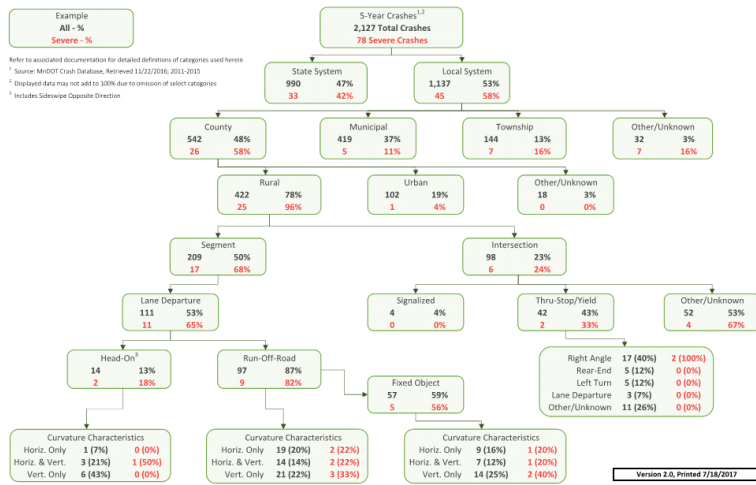 Example
All - %
Severe - %
5-Year Crashes1,2
2,127 Total Crashes
78 Severe Crashes
Refer to associated documentation for detailed definitions of categories used herein
1 Source: MnDOT Crash Database, Retrieved 11/22/2016; 2011-2015
2 Displayed data may not add to 100% due to omission of select categories
3 Includes Sideswipe Opposite Direction
State System
990 47%
33 42%
Local System
1,137 53%
45 58%
County
542 48%
26 58%
Municipal
419 37%
5 11%
Township
144 13%
7 16%
Other/Unknown
32 3%
7 16%
Rural
422 78%
25 96%
Urban
102 19%
1 4%
Other/Unknown
18 3%
0 0%
Segment
209 50%
17 68%
Intersection
98 23%
6 24%
Lane Departure
111 53%
11 65%
Signalized
4 4%
0 0%
Thru-Stop/Yield
42 43%
2 33%
Other/Unknown
52 53%
4 67%
Head-On3
14 13%
2 18%
Run-Off-Road
97 87%
9 82%
Fixed Object
57 59%
5 56%
Right Angle 17 (40%) 2 (100%)
Rear-End 5 (12%) 0 (0%)
Left Turn 5 (12%) 0 (0%)
Lane Departure 3 (7%) 0 (0%)
Other/Unknown 11 (26%) 0 (0%)
Curvature Characteristics
Horiz. Only 1 (7%) 0 (0%)
Horiz. & Vert. 3 (21%) 1 (50%)
Vert. Only 6 (43%) 0 (0%)
Curvature Characteristics
Horiz. Only 19 (20%) 2 (22%)
Horiz. & Vert. 14 (14%) 2 (22%)
Vert. Only 21 (22%) 3 (33%)
Curvature Characteristics
Horiz. Only 9 (16%) 1 (20%)
Horiz. & Vert. 7 (12%) 1 (20%)
Vert. Only 14 (25%) 2 (40%)
Version 2.0, Printed 7/18/2017